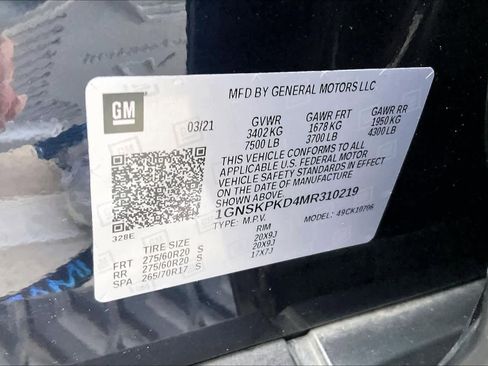 GM
MFD BY GENERAL MOTORS LLC
03/21 GVWR GAWR FRT GAWR RR
3402 KG 1678 KG 1950 KG
7500 LB 3700 LB 4300 LB
THIS VEHICLE CONFORMS TO ALL
APPLICABLE U.S. FEDERAL MOTOR
VEHICLE SAFETY STANDARDS IN EFFECT
ON THE DATE OF MANUFACTURE SHOWN ABOVE.
1GNSKPKD4MR310219
TYPE: M.P.V. MODEL: 49CK10706
328E
TIRE SIZE RIM
FRT 275/60R20 S 20X9J
RR 275/60R20 S 20X9J
SPA 265/70R17 S 17X7J